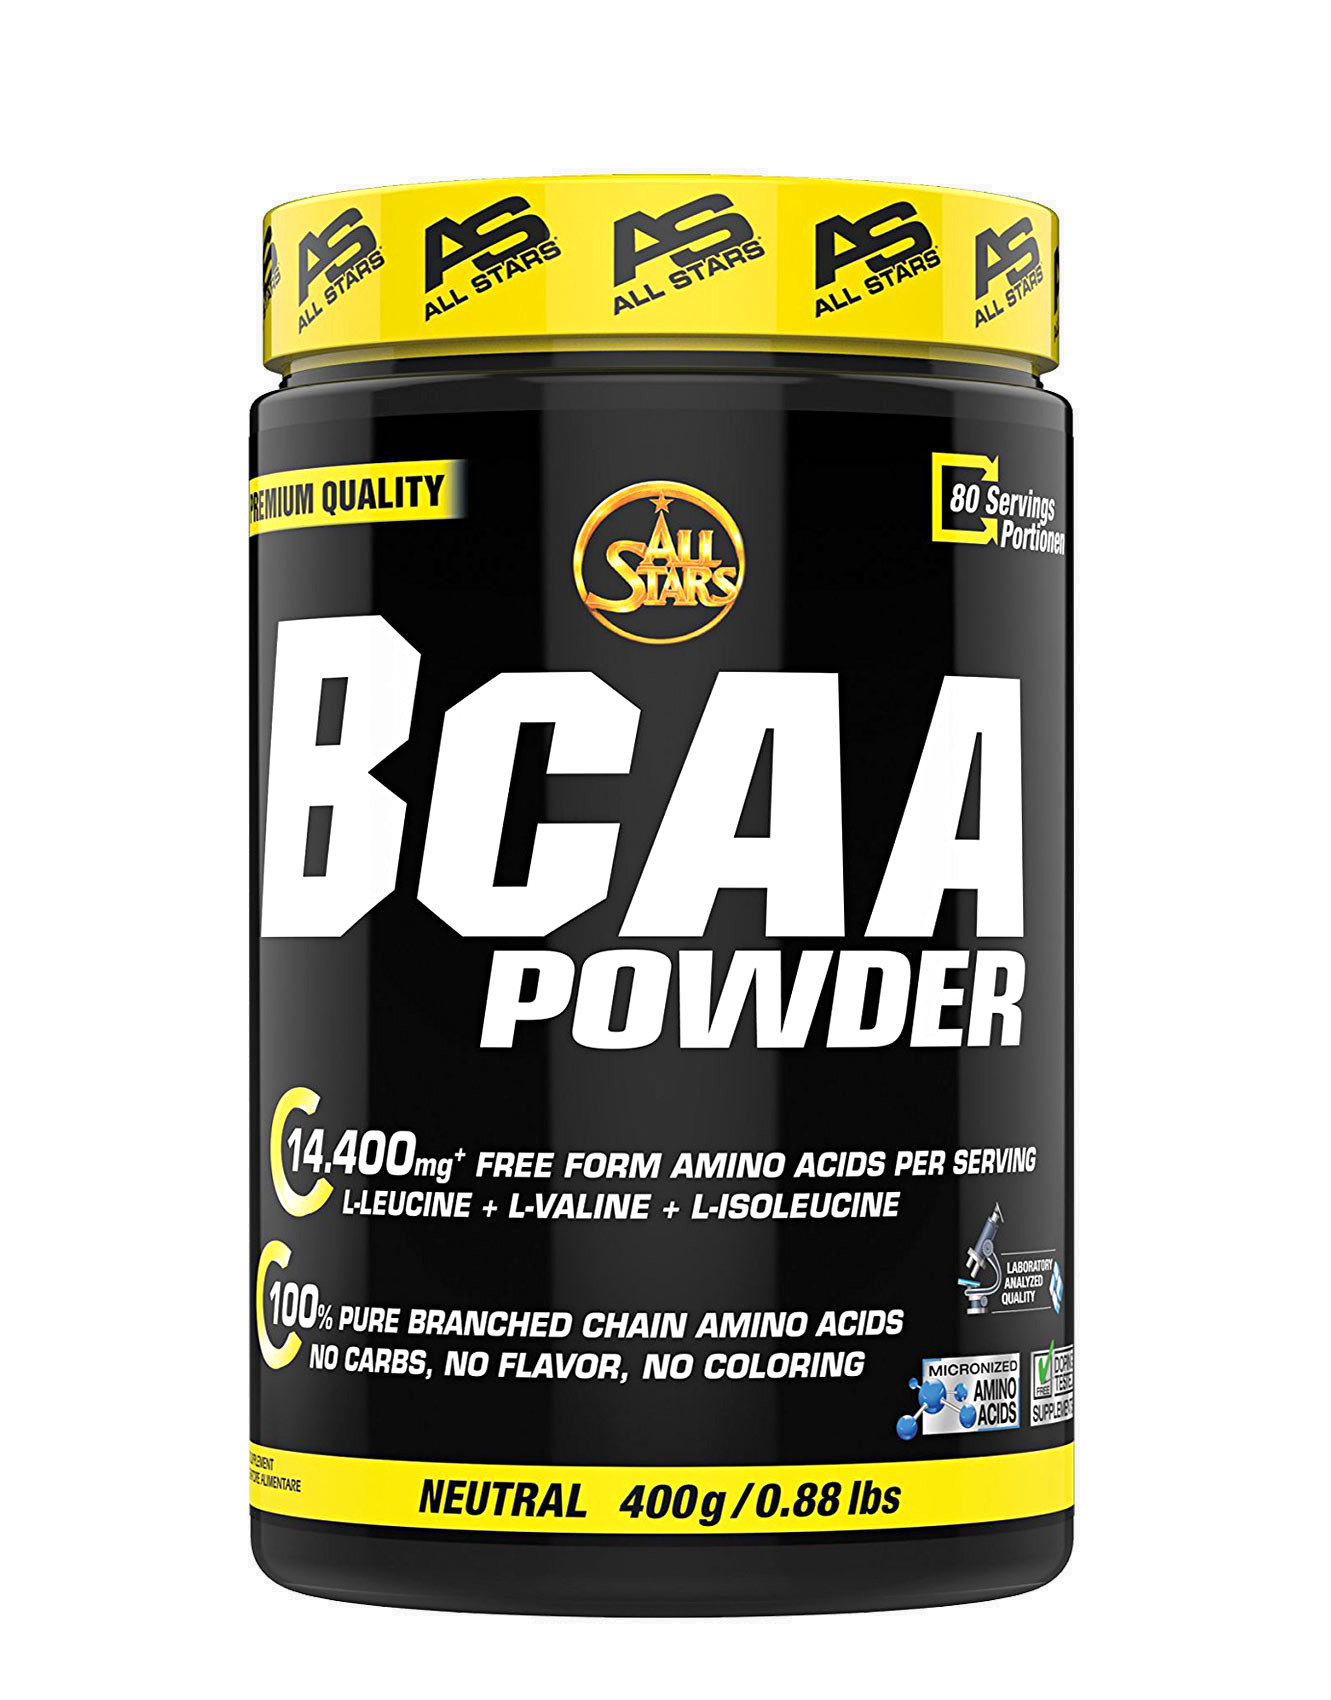 AS AS AS AS AS
ALL STARS ALL STARS ALL STARS ALL STARS ALL STARS
PREMIUM QUALITY
80 Servings
Portionen
ALL
STARS
BCAA
POWDER
14.400mg+ FREE FORM AMINO ACIDS PER SERVING
L-LEUCINE + L-VALINE + L-ISOLEUCINE
LABORATORY
ANALYZED
QUALITY
100% PURE BRANCHED CHAIN AMINO ACIDS
NO CARBS, NO FLAVOR, NO COLORING
MICRONIZED
AMINO
ACIDS
FREE
NEUTRAL 400g/0.88 lbs